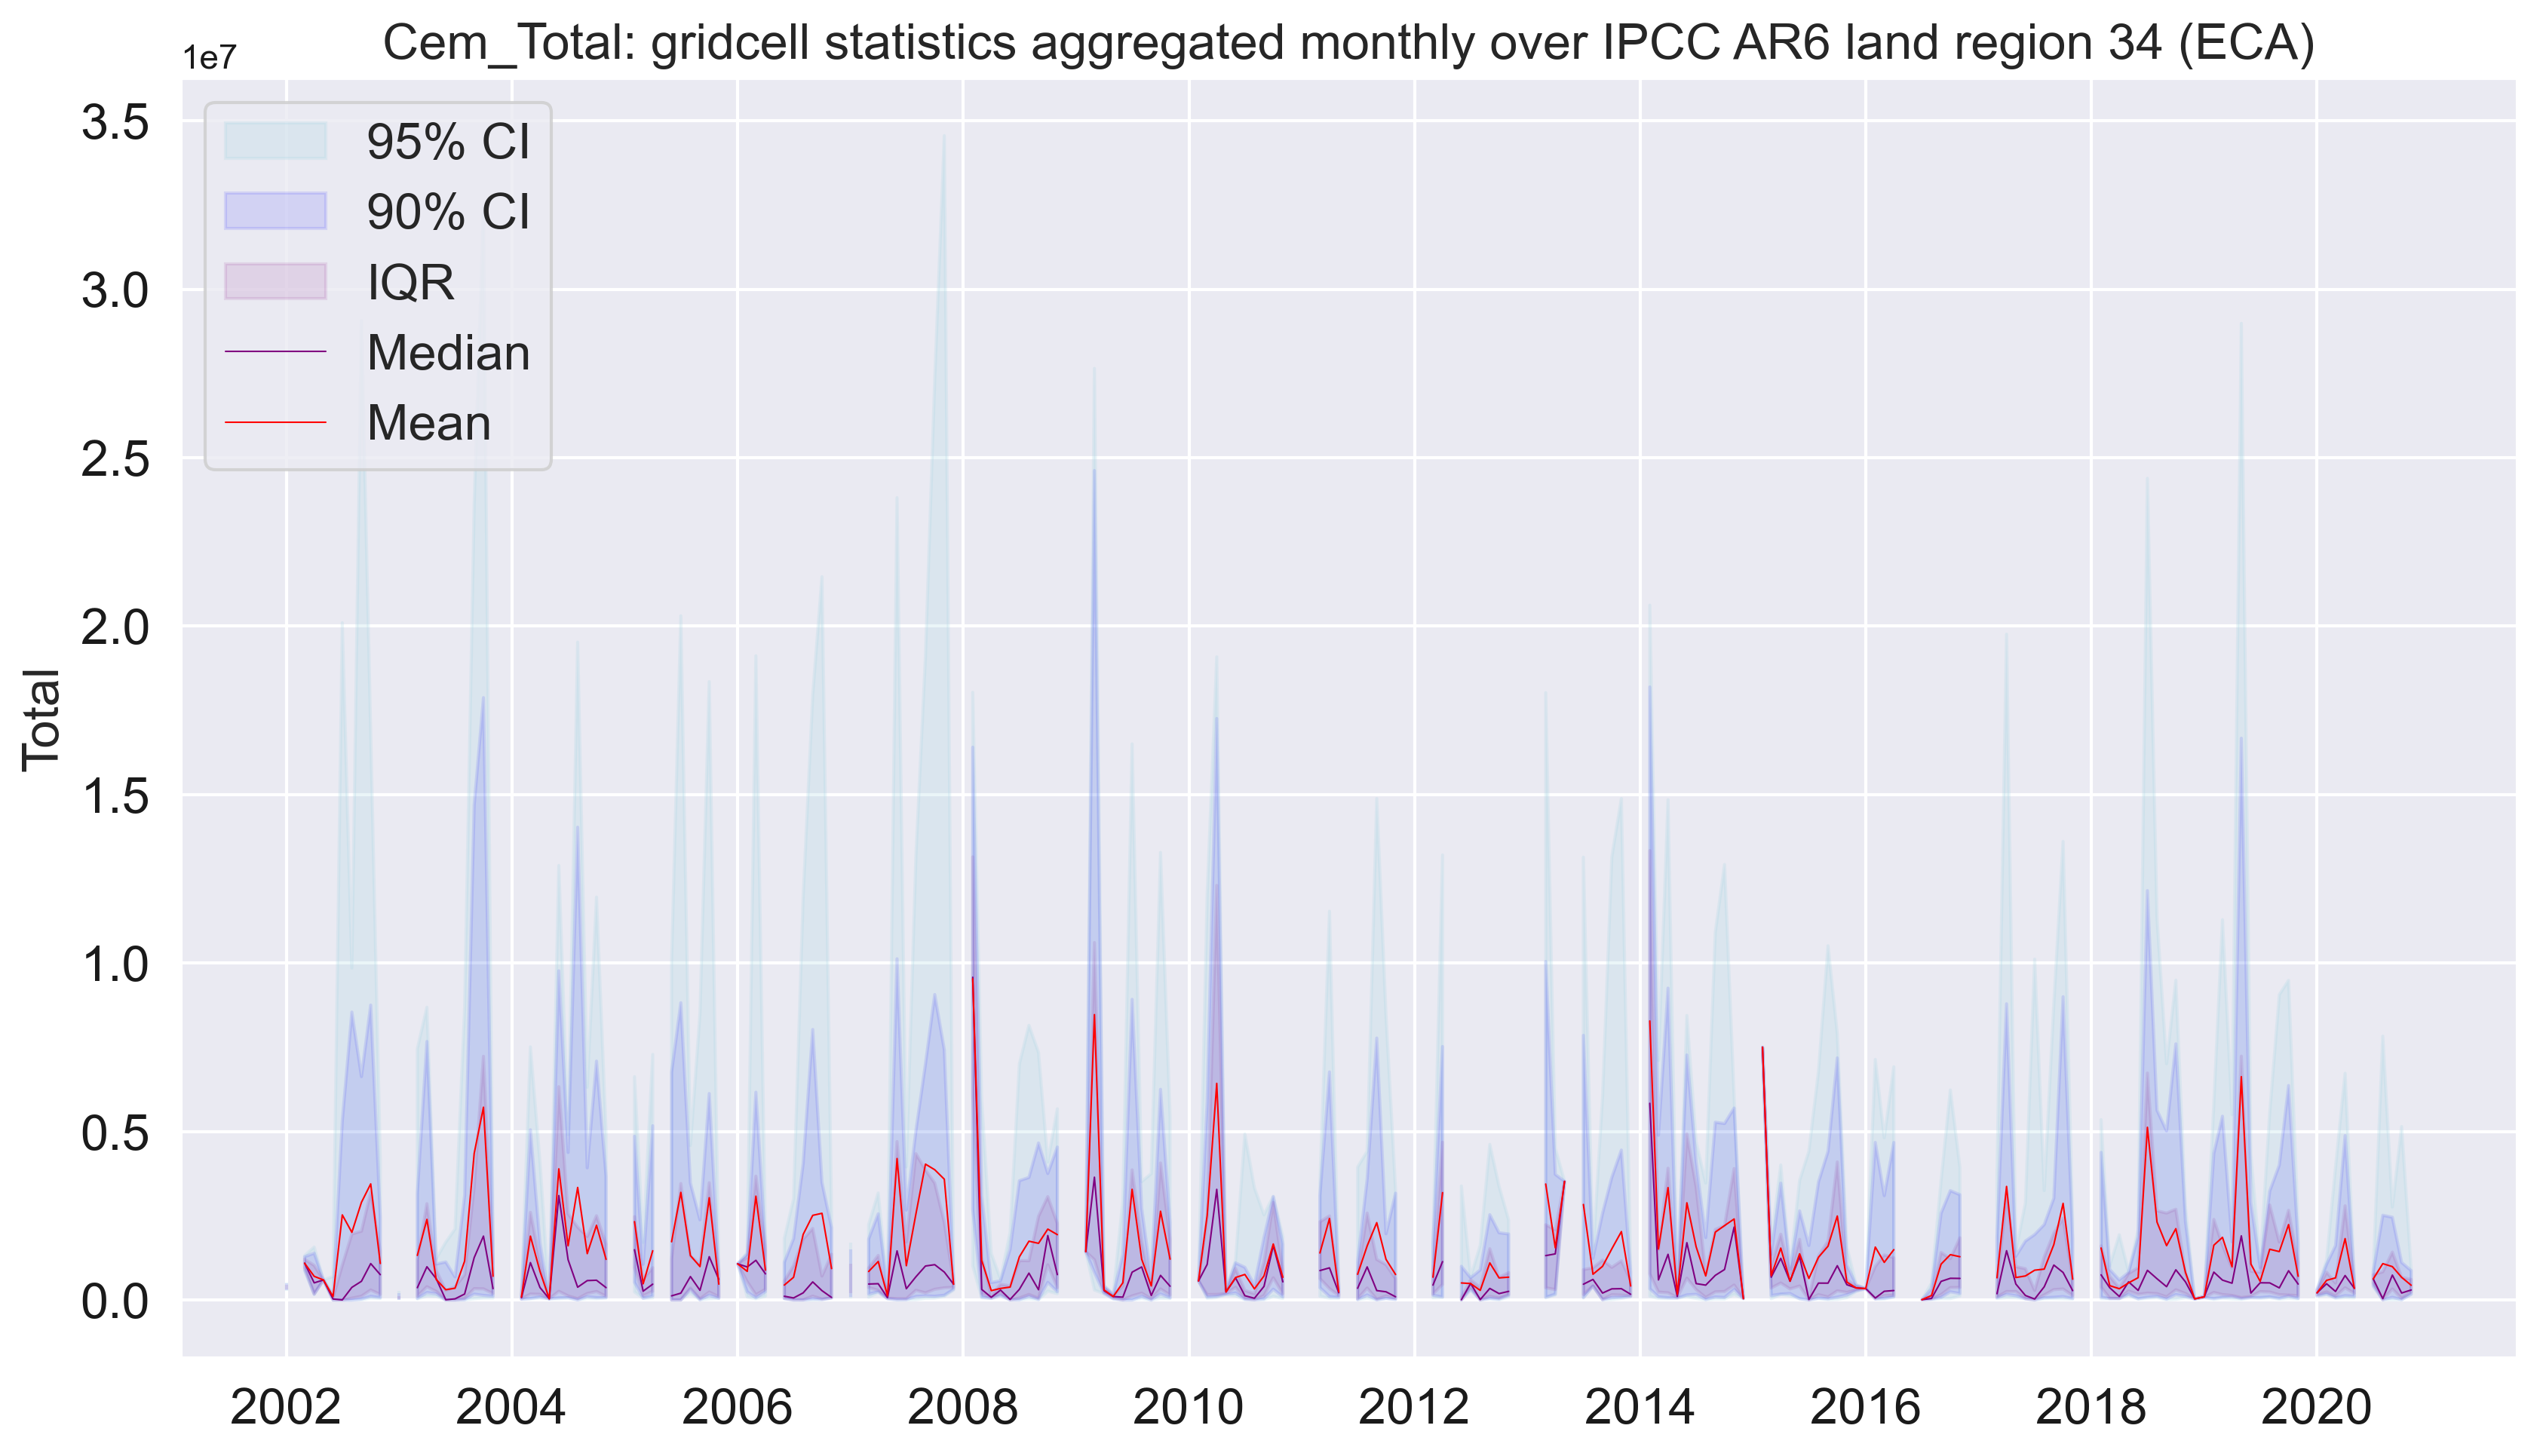 Cem_Total: gridcell statistics aggregated monthly over IPCC AR6 land region 34 (ECA)
1e7
3.5
3.0
2.5
2.0
1.5
1.0
0.5
0.0
Total
95% CI
90% CI
IQR
Median
Mean
2002 2004 2006 2008 2010 2012 2014 2016 2018 2020